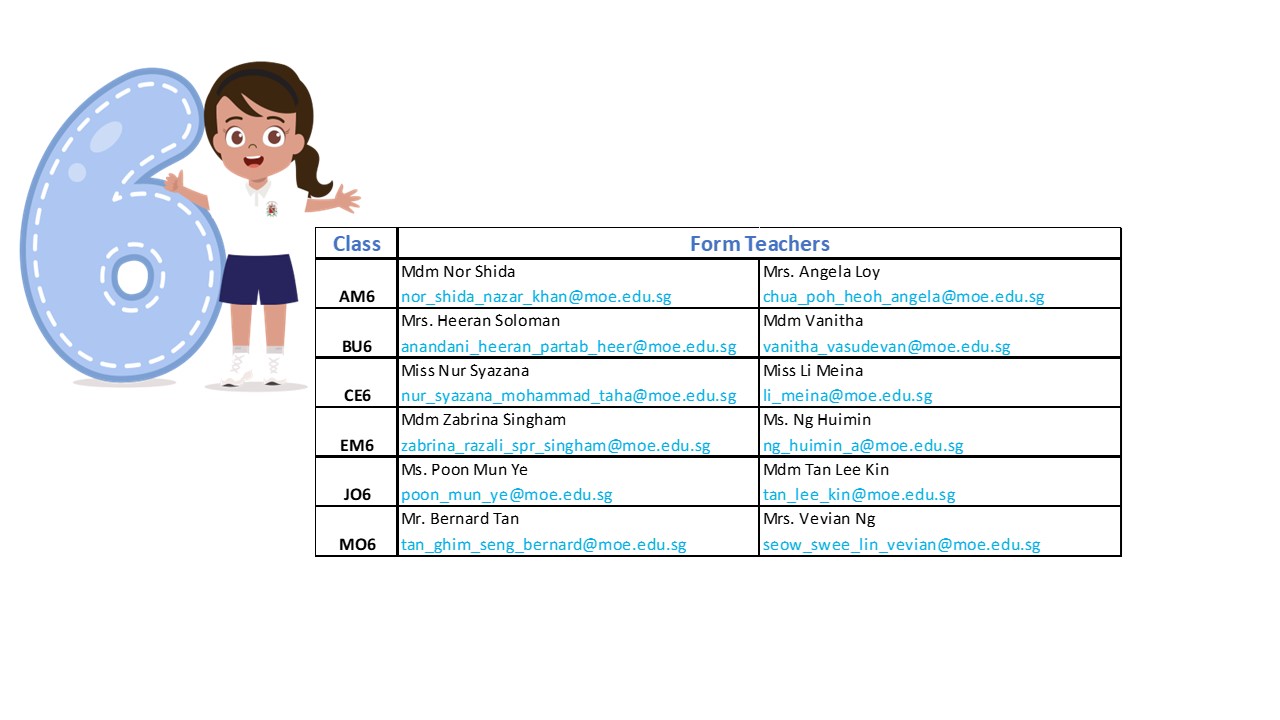 6
Class Form Teachers
Mdm Nor Shida Mrs. Angela Loy
AM6 nor_shida_nazar_khan@moe.edu.sg chua_poh_heoh_angela@moe.edu.sg
Mrs. Heeran Soloman Mdm Vanitha
BU6 anandani_heeran_partab_heer@moe.edu.sg vanitha_vasudevan@moe.edu.sg
Miss Nur Syazana Miss Li Meina
CE6 nur_syazana_mohammad_taha@moe.edu.sg li_meina@moe.edu.sg
Mdm Zabrina Singham Ms. Ng Huimin
EM6 zabrina_razali_spr_singham@moe.edu.sg ng_huimin_a@moe.edu.sg
Ms. Poon Mun Ye Mdm Tan Lee Kin
JO6 poon_mun_ye@moe.edu.sg tan_lee_kin@moe.edu.sg
Mr. Bernard Tan Mrs. Vevian Ng
MO6 tan_ghim_seng_bernard@moe.edu.sg seow_swee_lin_vevian@moe.edu.sg